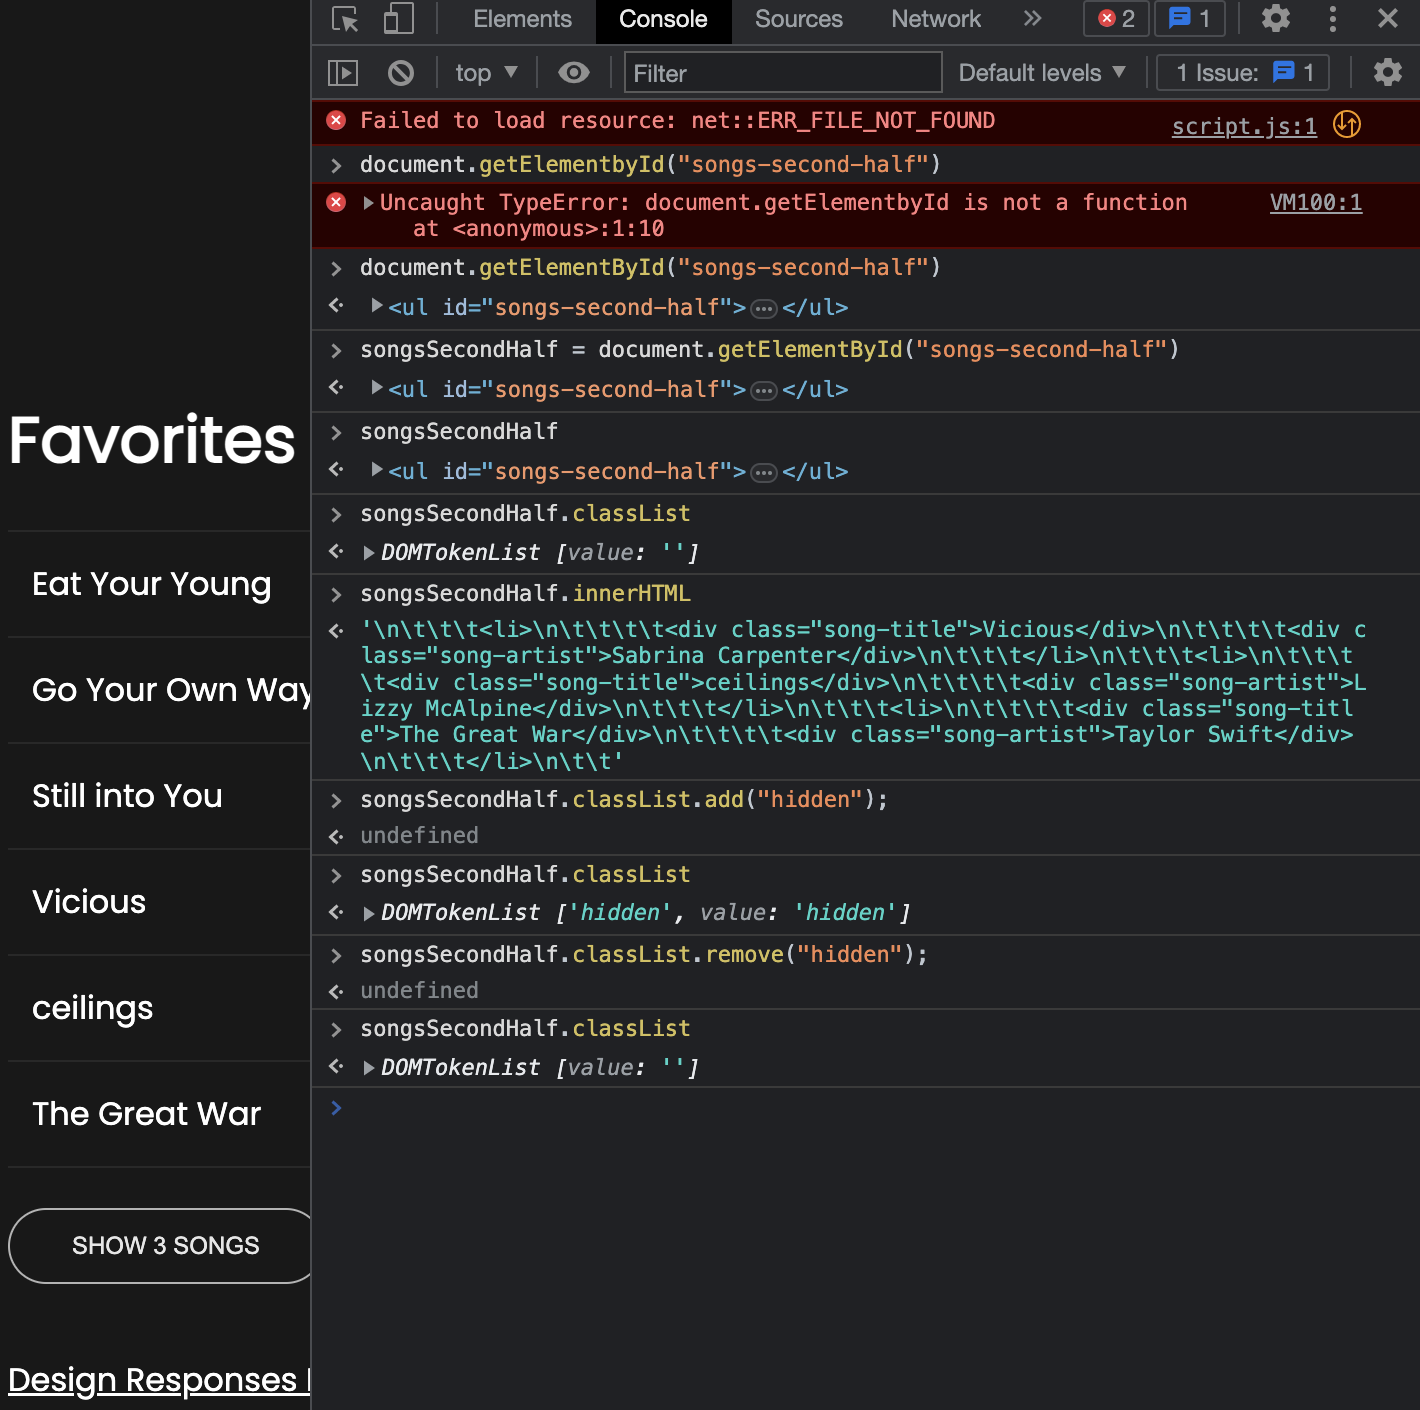 Elements Console Sources Network » 2 1
top ▼ Filter Default levels ▼ 1 Issue: 1
Failed to load resource: net::ERR_FILE_NOT_FOUND script.js:1
> document.getElementbyId("songs-second-half")
▶Uncaught TypeError: document.getElementbyId is not a function VM100:1
at <anonymous>:1:10
> document.getElementById("songs-second-half")
▶<ul id="songs-second-half">…</ul>
> songsSecondHalf = document.getElementById("songs-second-half")
▶<ul id="songs-second-half">…</ul>
> songsSecondHalf
▶<ul id="songs-second-half">…</ul>
> songsSecondHalf.classList
▶DOMTokenList [value: '']
> songsSecondHalf.innerHTML
'\n\t\t\t<li>\n\t\t\t\t<div class="song-title">Vicious</div>\n\t\t\t\t<div c
lass="song-artist">Sabrina Carpenter</div>\n\t\t\t</li>\n\t\t\t<li>\n\t\t\t
\t<div class="song-title">ceilings</div>\n\t\t\t\t<div class="song-artist">L
izzy McAlpine</div>\n\t\t\t</li>\n\t\t\t<li>\n\t\t\t\t<div class="song-titl
e">The Great War</div>\n\t\t\t\t<div class="song-artist">Taylor Swift</div>
\n\t\t\t</li>\n\t\t'
> songsSecondHalf.classList.add("hidden");
undefined
> songsSecondHalf.classList
▶DOMTokenList ['hidden', value: 'hidden']
> songsSecondHalf.classList.remove("hidden");
undefined
> songsSecondHalf.classList
▶DOMTokenList [value: '']
>
Favorites
Eat Your Young
Go Your Own Way
Still into You
Vicious
ceilings
The Great War
SHOW 3 SONGS
Design Responses